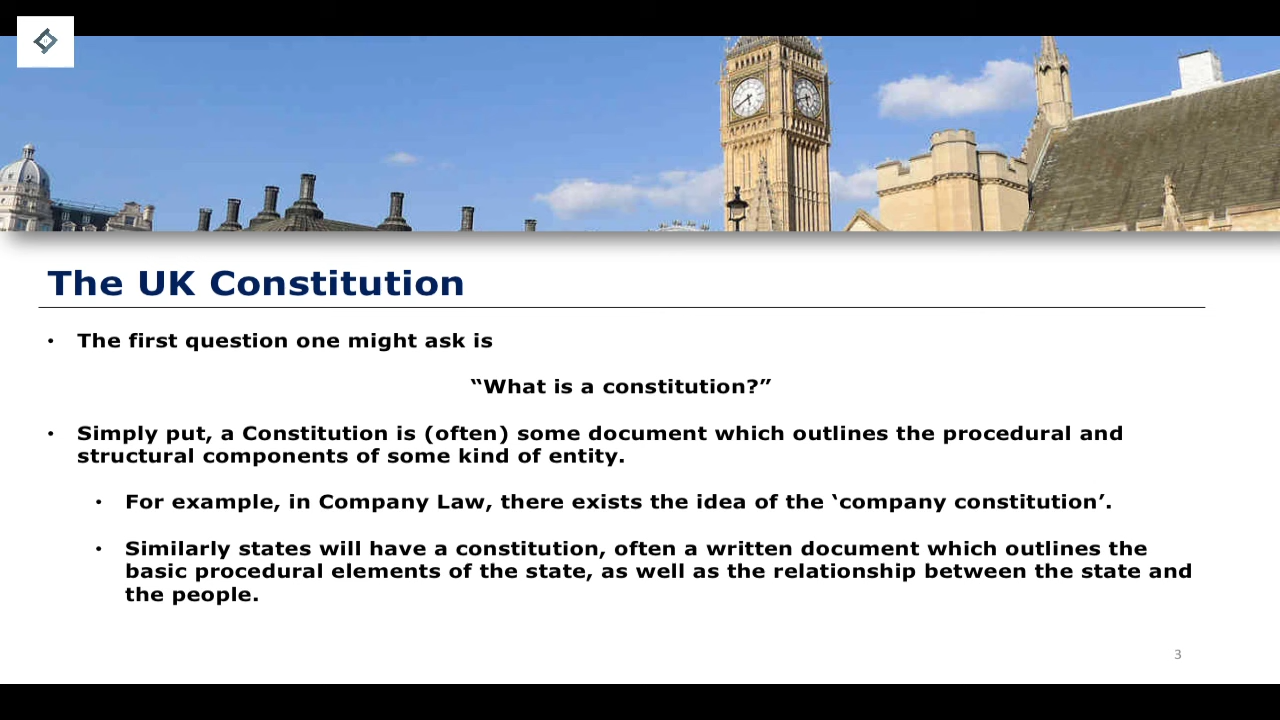 The UK Constitution
• The first question one might ask is
“What is a constitution?”
• Simply put, a Constitution is (often) some document which outlines the procedural and
structural components of some kind of entity.
• For example, in Company Law, there exists the idea of the ‘company constitution’.
• Similarly states will have a constitution, often a written document which outlines the
basic procedural elements of the state, as well as the relationship between the state and
the people.
3